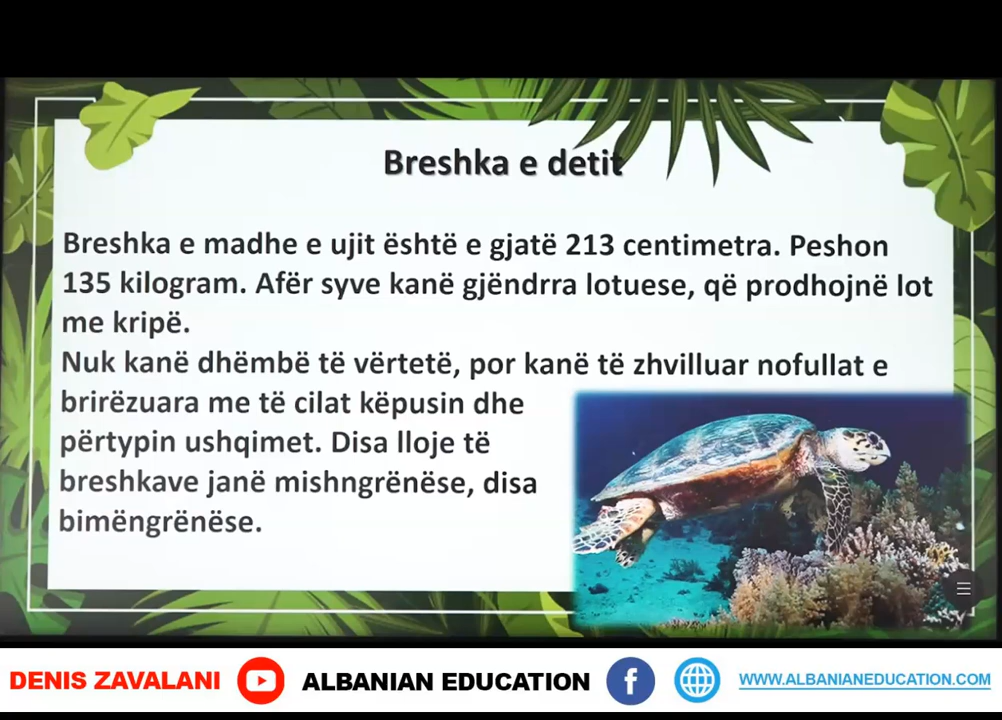 Breshka e detit
Breshka e madhe e ujit është e gjatë 213 centimetra. Peshon
135 kilogram. Afër syve kanë gjëndrra lotuese, që prodhojnë lot
me kripë.
Nuk kanë dhëmbë të vërtetë, por kanë të zhvilluar nofullat e
brirëzuara me të cilat këpusin dhe
përtypin ushqimet. Disa lloje të
breshkave janë mishngrënëse, disa
bimëngrënëse.
DENIS ZAVALANI ALBANIAN EDUCATION f WWW.ALBANIANEDUCATION.COM